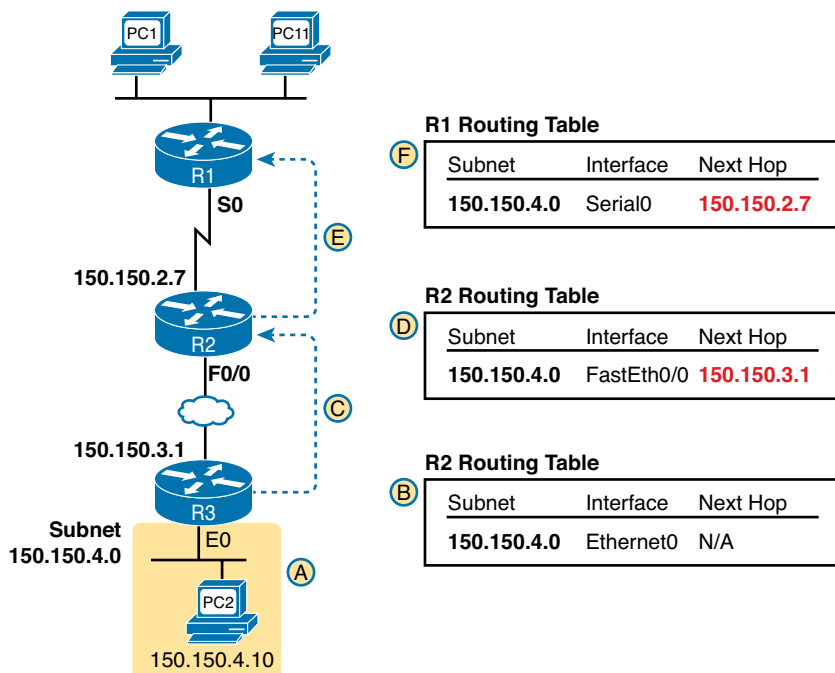 PC1
PC11
R1
S0
E
150.150.2.7
R2
F0/0
C
150.150.3.1
R3
Subnet
150.150.4.0
E0
A
PC2
150.150.4.10
R1 Routing Table
F
Subnet Interface Next Hop
150.150.4.0 Serial0 150.150.2.7
R2 Routing Table
D
Subnet Interface Next Hop
150.150.4.0 FastEth0/0 150.150.3.1
R2 Routing Table
B
Subnet Interface Next Hop
150.150.4.0 Ethernet0 N/A